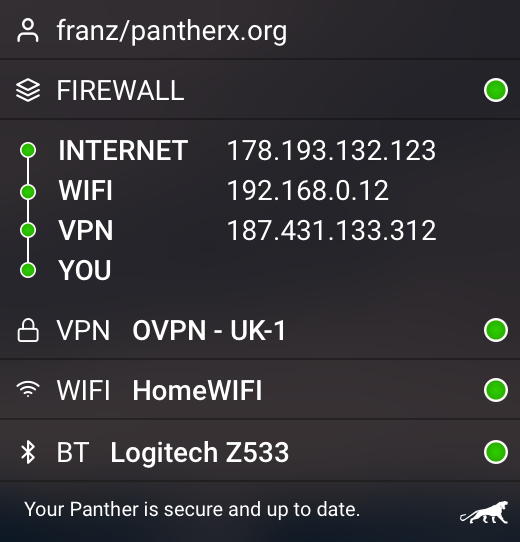 franz/pantherx.org
FIREWALL
INTERNET 178.193.132.123
WIFI 192.168.0.12
VPN 187.431.133.312
YOU
VPN OVPN - UK-1
WIFI HomeWIFI
BT Logitech Z533
Your Panther is secure and up to date.